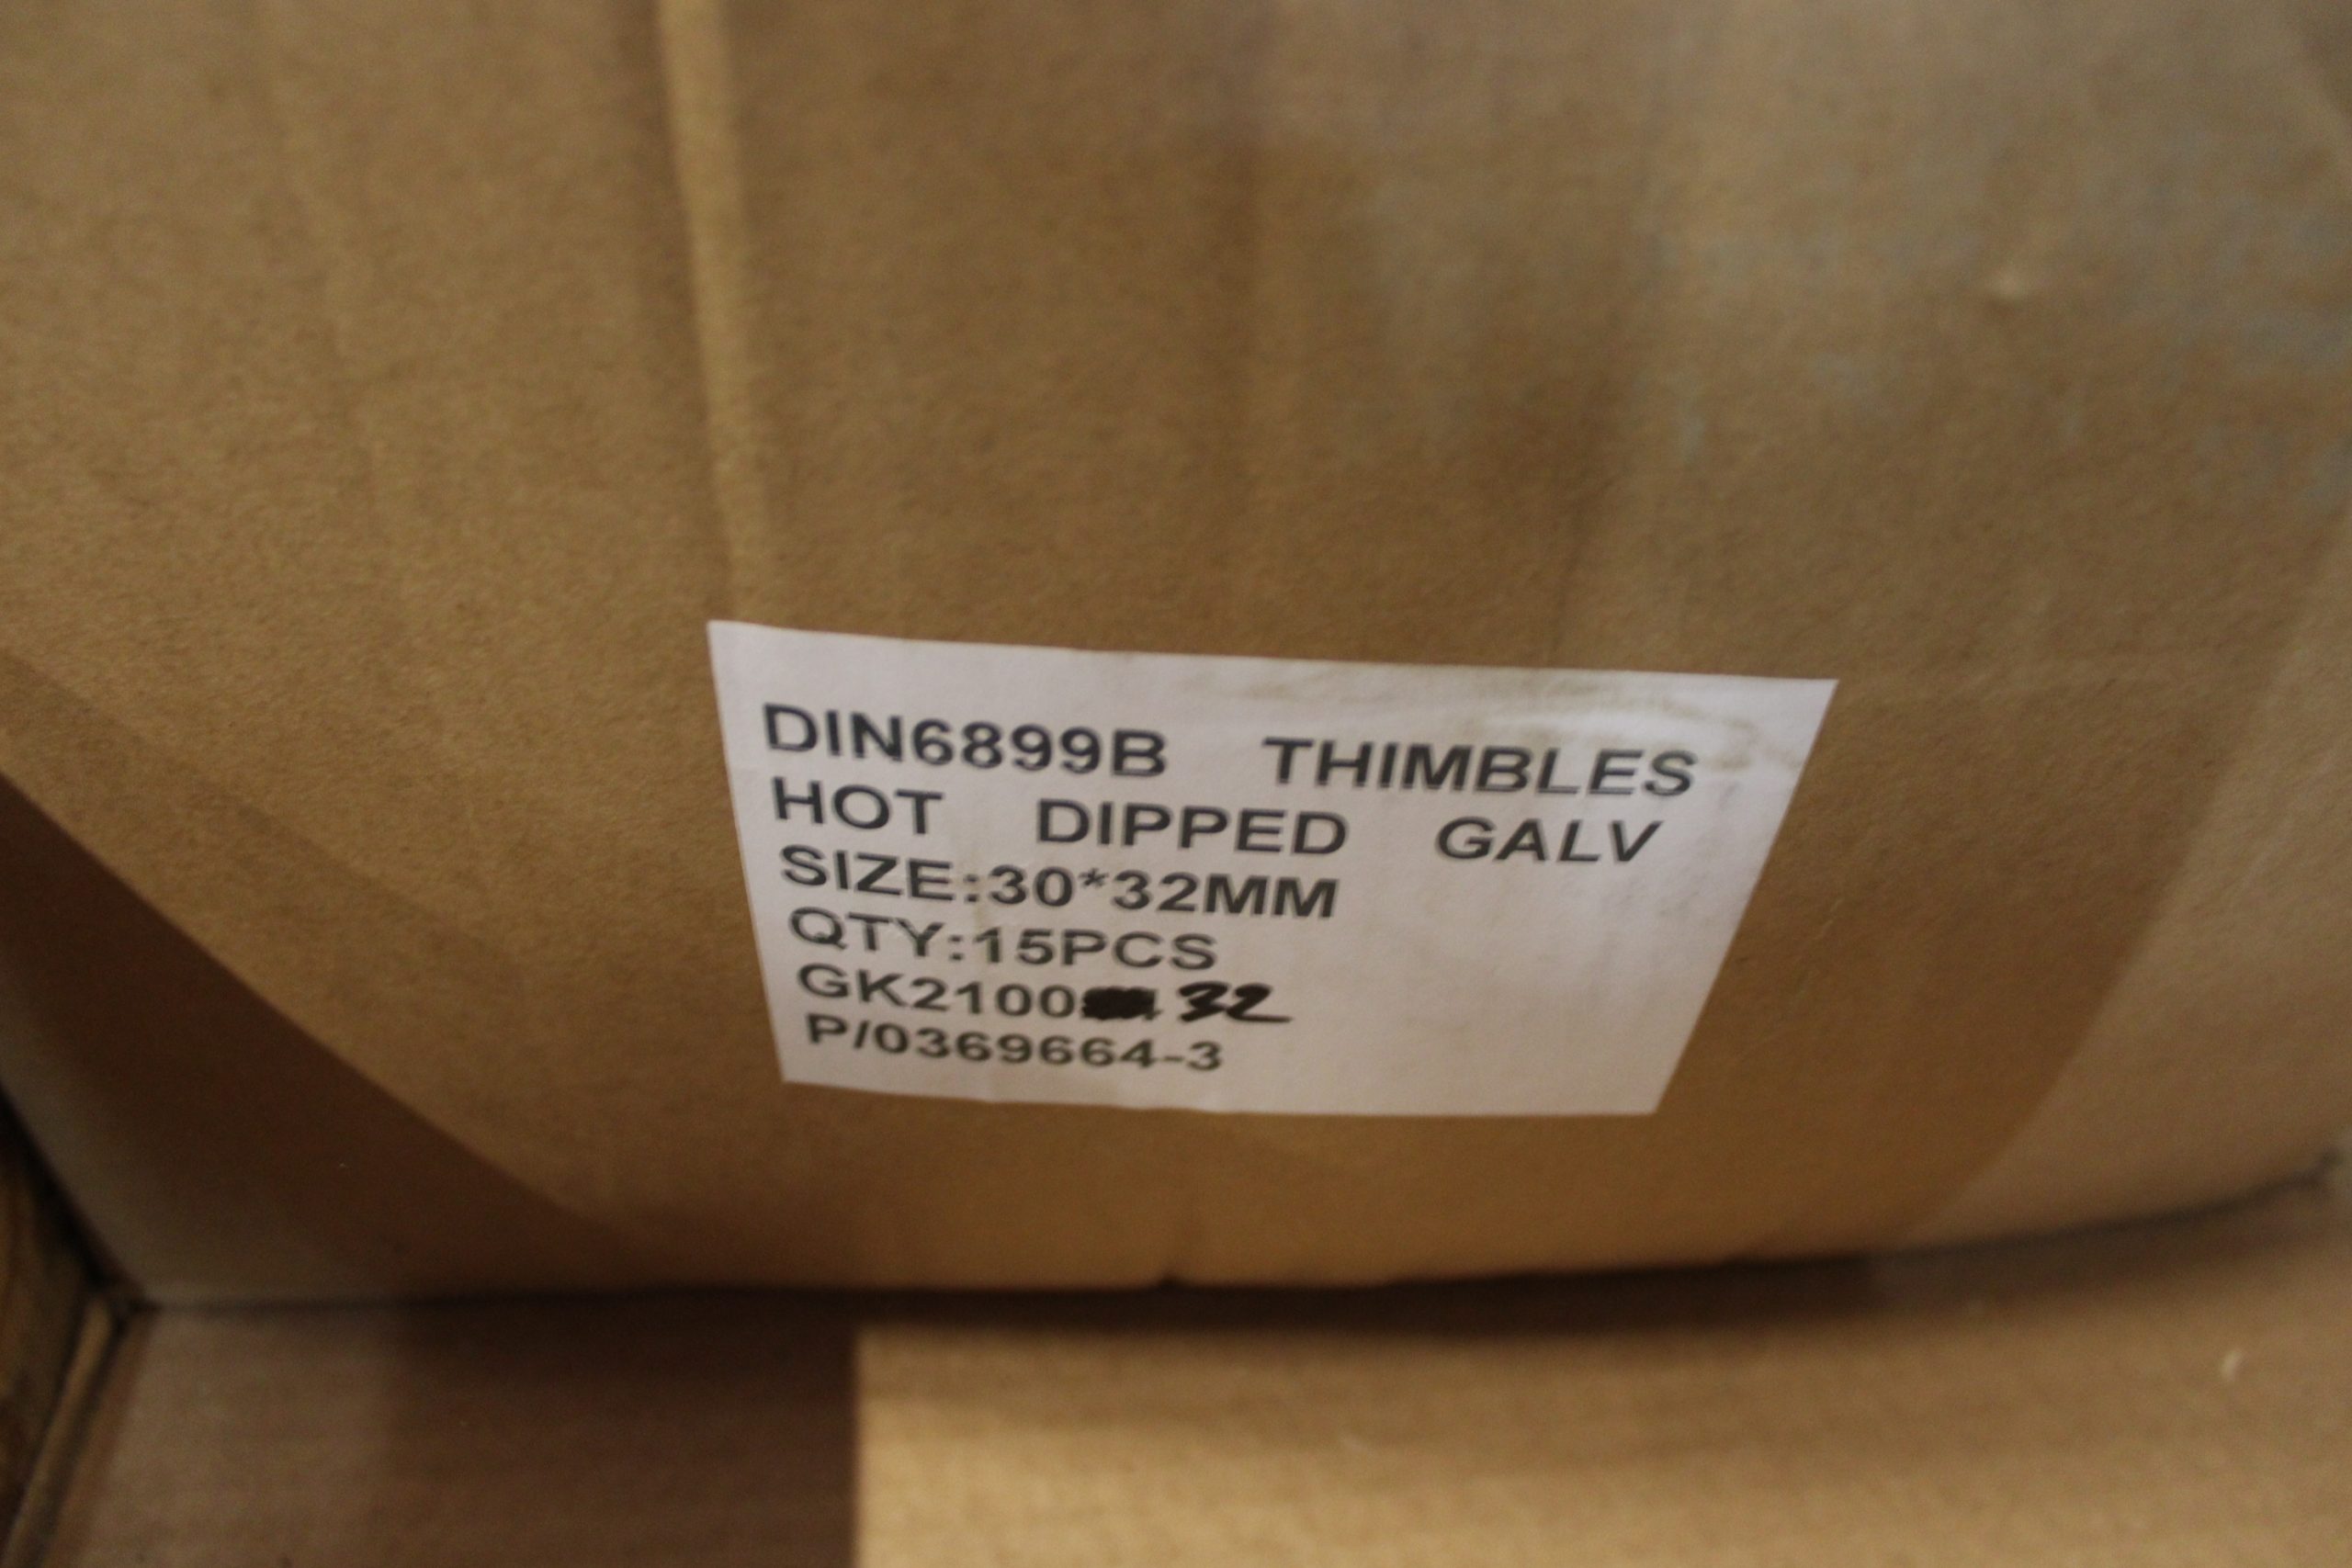 DIN6899B THIMBLES
HOT DIPPED GALV
SIZE:30*32MM
QTY:15PCS
GK2100 32
P/0369664-3